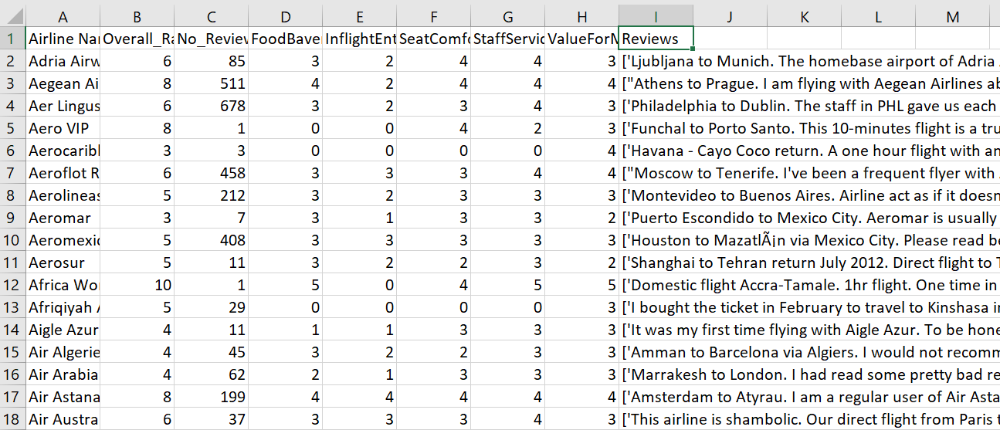 A B C D E F G H I J K L M
1 Airline Na Overall_Ra No_Review FoodBaver InflightEnt SeatComfo StaffServic ValueForM Reviews
2 Adria Airw 6 85 3 2 4 4 3 ['Ljubljana to Munich. The homebase airport of Adria
3 Aegean Ai 8 511 4 2 4 4 4 ["Athens to Prague. I am flying with Aegean Airlines ab
4 Aer Lingus 6 678 3 2 3 4 3 ['Philadelphia to Dublin. The staff in PHL gave us each
5 Aero VIP 8 1 0 0 4 2 3 ['Funchal to Porto Santo. This 10-minutes flight is a tru
6 Aerocaribl 3 3 0 0 0 0 4 ['Havana - Cayo Coco return. A one hour flight with an
7 Aeroflot R 6 458 3 3 3 4 4 ["Moscow to Tenerife. I've been a frequent flyer with
8 Aerolineas 5 212 3 2 3 3 3 ['Montevideo to Buenos Aires. Airline act as if it doesn
9 Aeromar 3 7 3 1 3 3 2 ['Puerto Escondido to Mexico City. Aeromar is usually
10 Aeromexic 5 408 3 3 3 3 3 ['Houston to MazatlÃ¡n via Mexico City. Please read be
11 Aerosur 5 11 3 2 2 3 2 ['Shanghai to Tehran return July 2012. Direct flight to T
12 Africa Wor 10 1 5 0 4 5 5 ['Domestic flight Accra-Tamale. 1hr flight. One time in
13 Afriqiyah A 5 29 0 0 0 0 3 ['I bought the ticket in February to travel to Kinshasa in
14 Aigle Azur 4 11 1 1 3 3 3 ['It was my first time flying with Aigle Azur. To be hone
15 Air Algerie 4 45 3 2 2 3 3 ['Amman to Barcelona via Algiers. I would not recomm
16 Air Arabia 4 62 2 1 3 3 3 ['Marrakesh to London. I had read some pretty bad re
17 Air Astana 8 199 4 4 4 4 4 ['Amsterdam to Atyrau. I am a regular user of Air Asta
18 Air Austra 6 37 3 3 3 4 3 ['This airline is shambolic. Our direct flight from Paris t